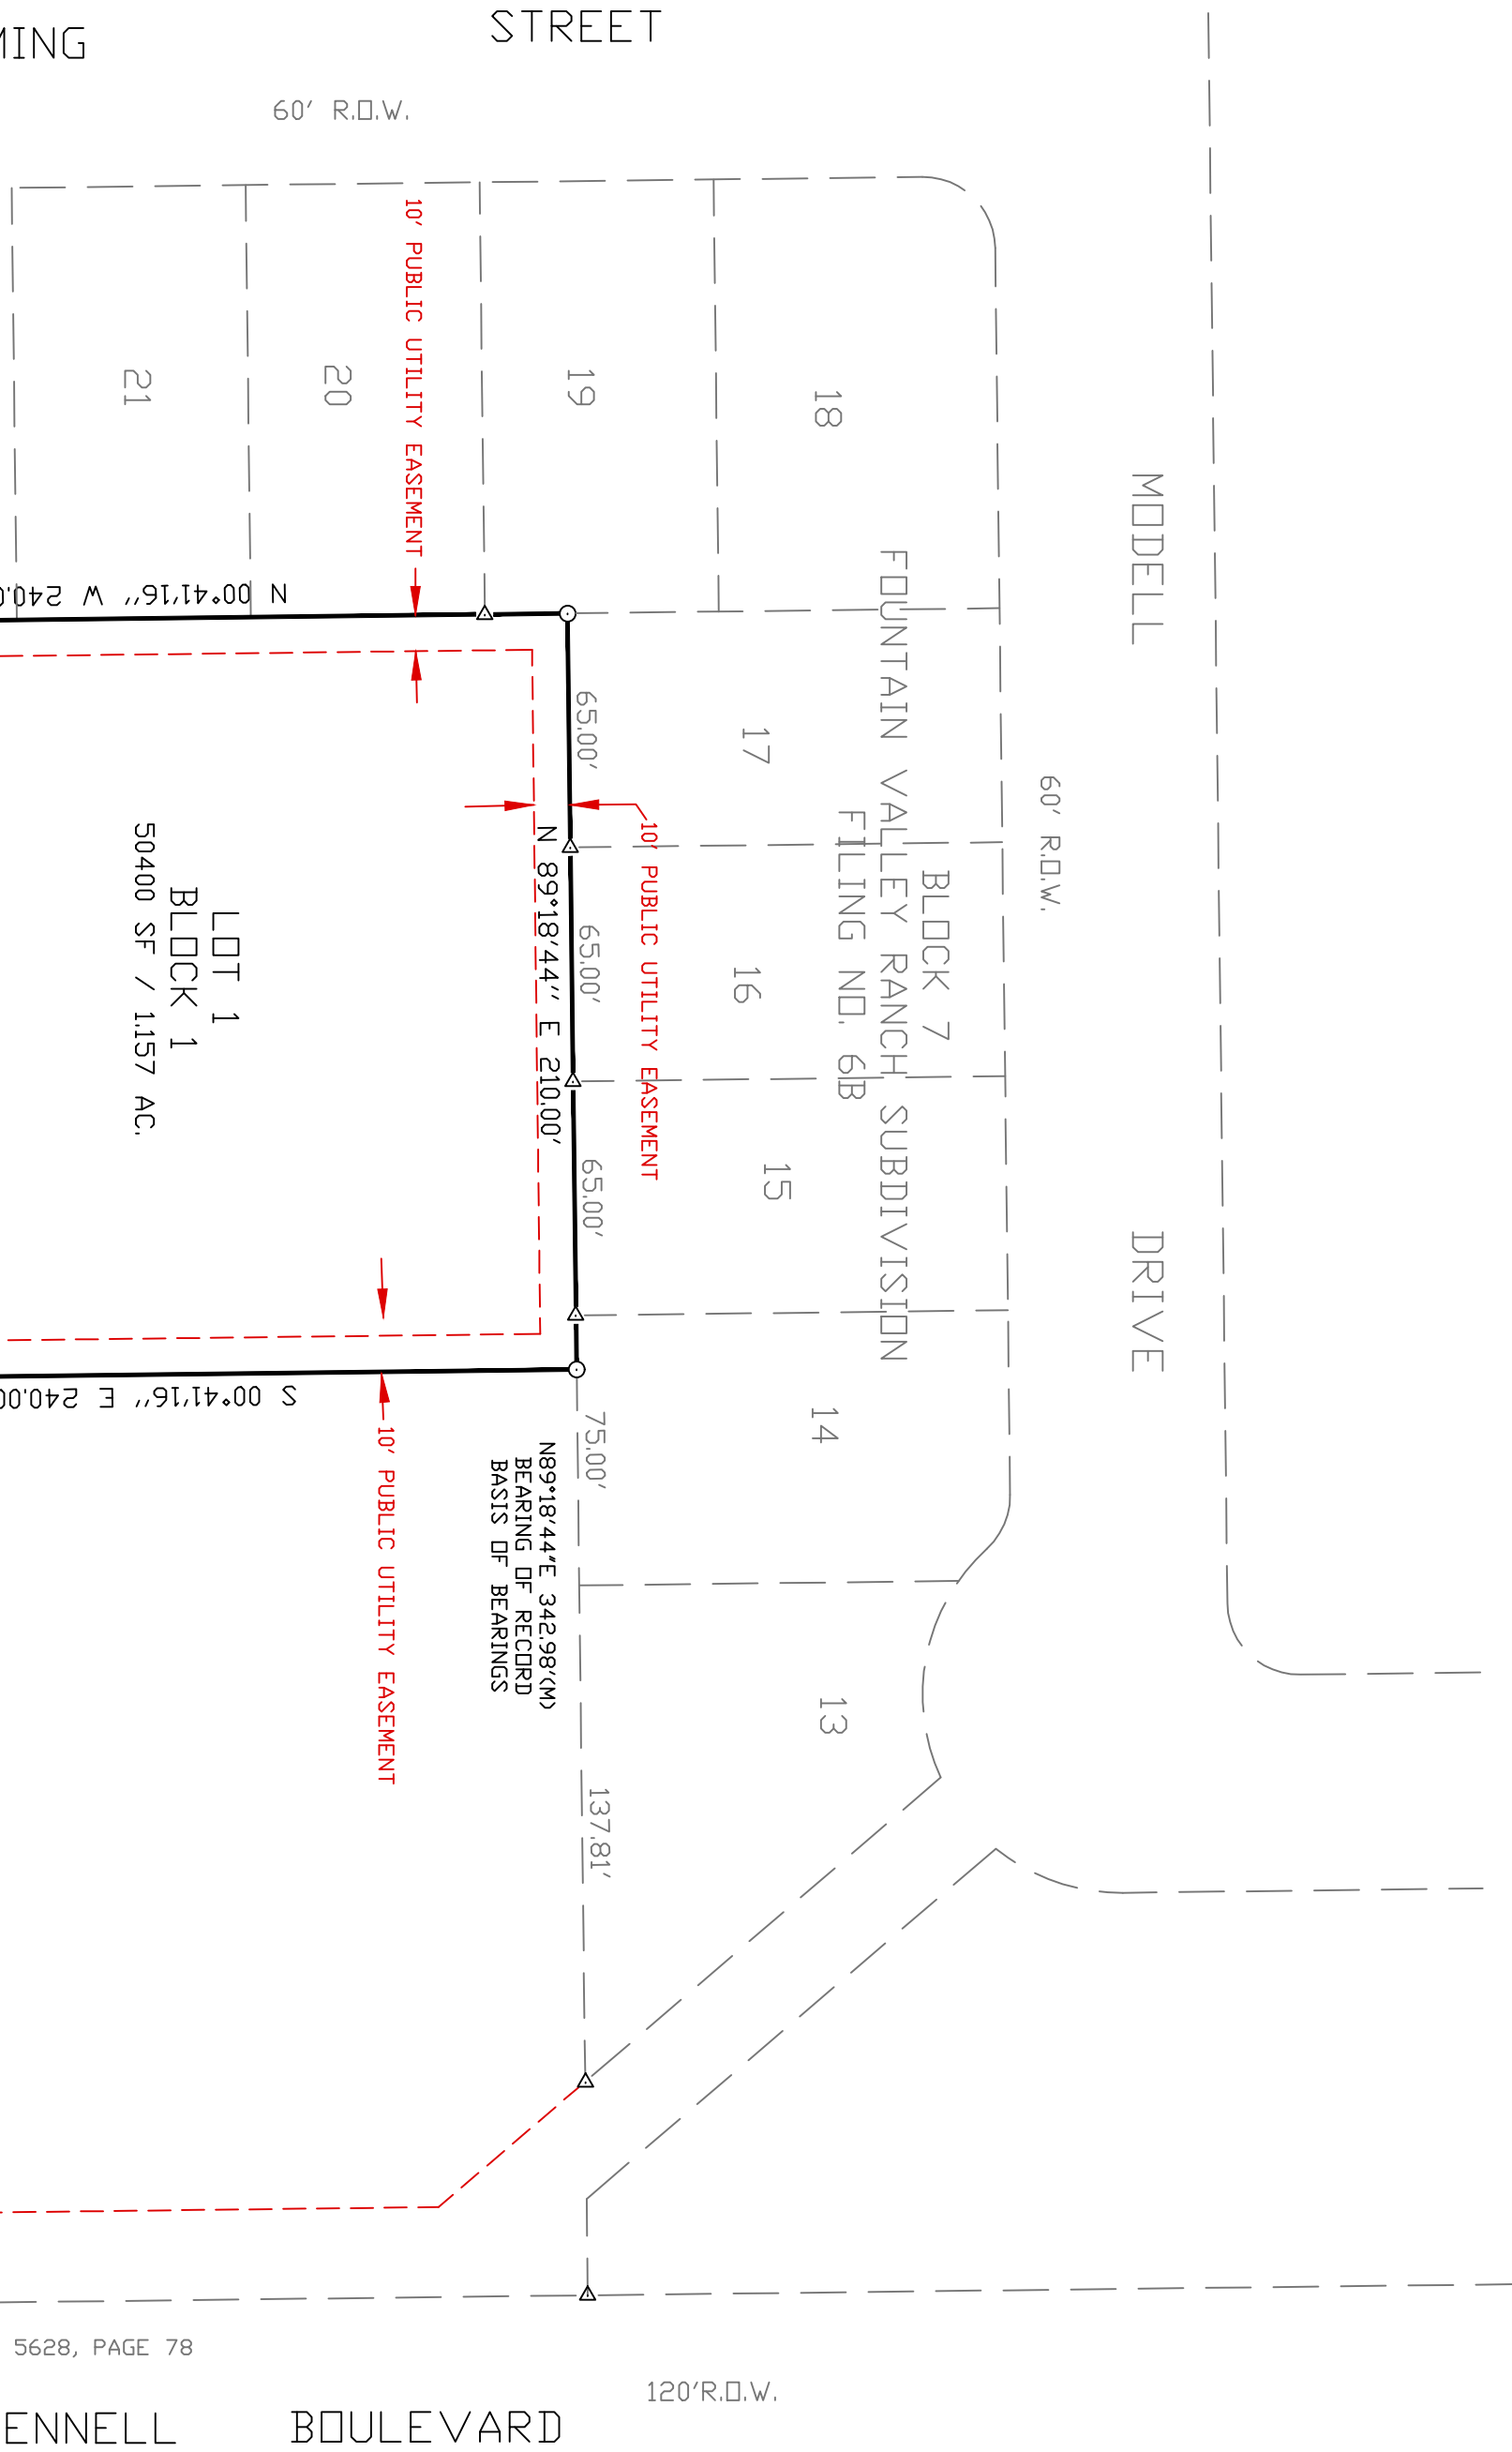 MING
STREET
60' R.O.W.
10' PUBLIC UTILITY EASEMENT
21
20
19
18
MODELL
DRIVE
60' R.O.W.
FOUNTAIN VALLEY RANCH SUBDIVISION
FILING NO. 6B
BLOCK 7
N 00°41'16" W 240.0
65.00'
17
10' PUBLIC UTILITY EASEMENT
N 89°18'44" E 210.00'
LOT 1
BLOCK 1
50400 SF / 1.157 AC.
65.00'
16
65.00'
15
S 00°41'16" E 240.00
10' PUBLIC UTILITY EASEMENT
75.00'
14
N89°18'44"E 342.98'(M)
BEARING OF RECORD
BASIS OF BEARINGS
13
137.81'
5628, PAGE 78
120'R.O.W.
ENNELL
BOULEVARD